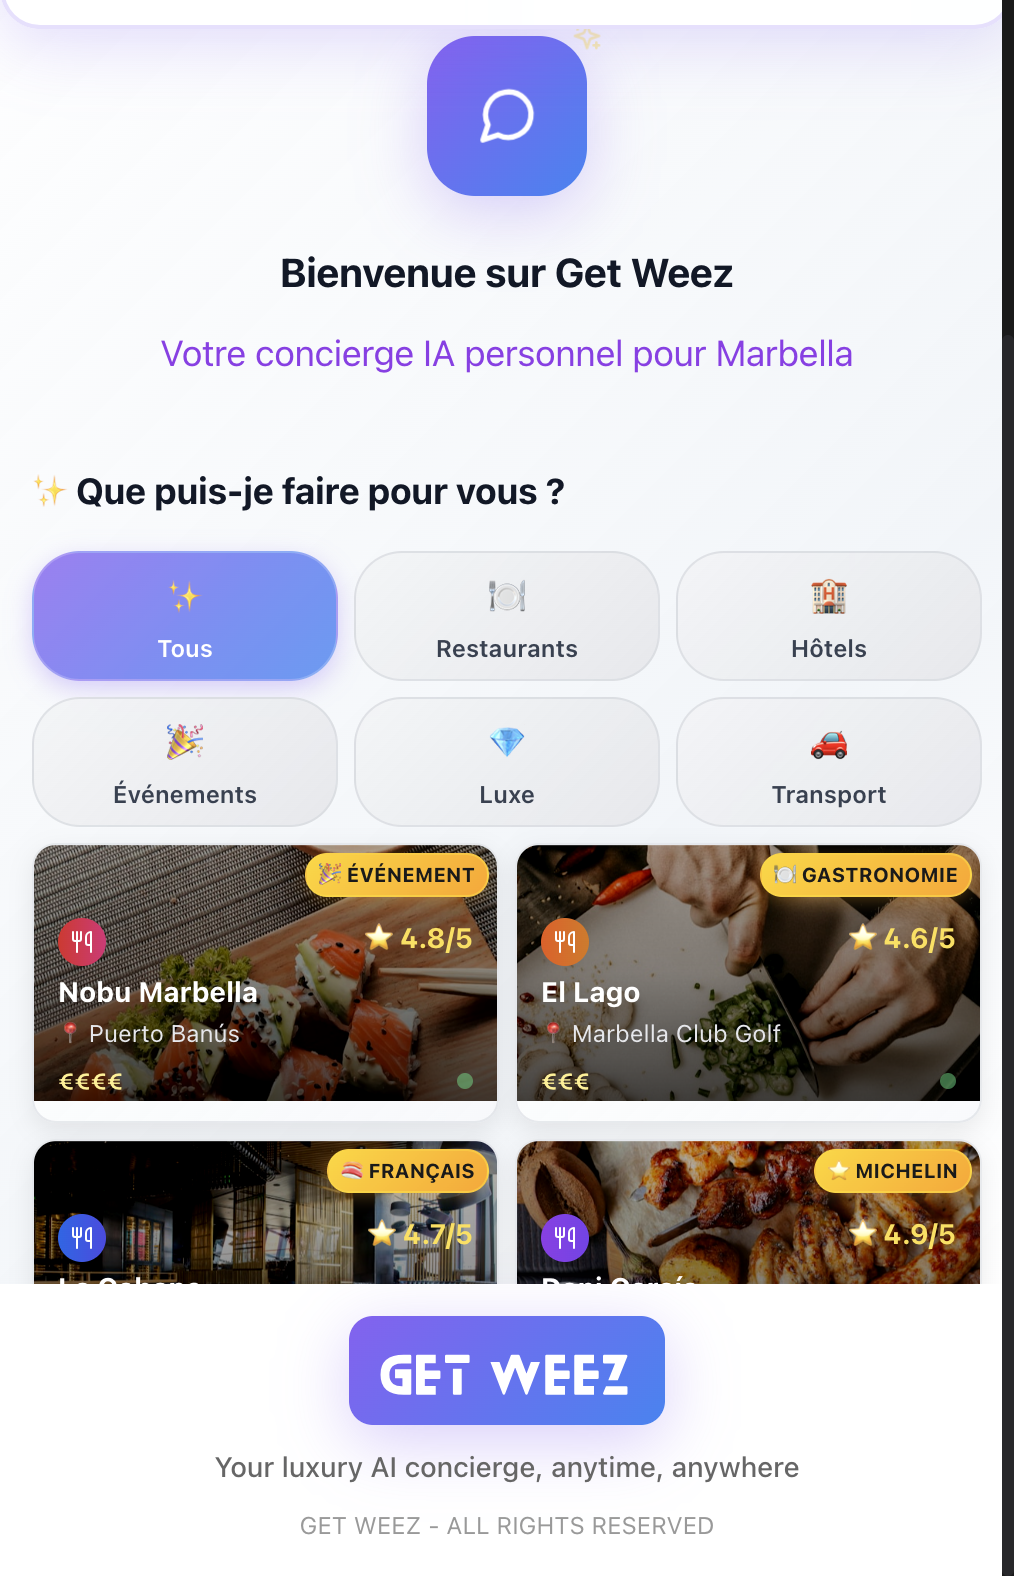 Bienvenue sur Get Weez
Votre concierge IA personnel pour Marbella
✨ Que puis-je faire pour vous ?
Tous
Restaurants
Hôtels
Événements
Luxe
Transport
ÉVÉNEMENT
4.8/5
Nobu Marbella
Puerto Banús
€€€€
GASTRONOMIE
4.6/5
El Lago
Marbella Club Golf
€€€
FRANÇAIS
4.7/5
MICHELIN
4.9/5
GET WEEZ
Your luxury AI concierge, anytime, anywhere
GET WEEZ - ALL RIGHTS RESERVED